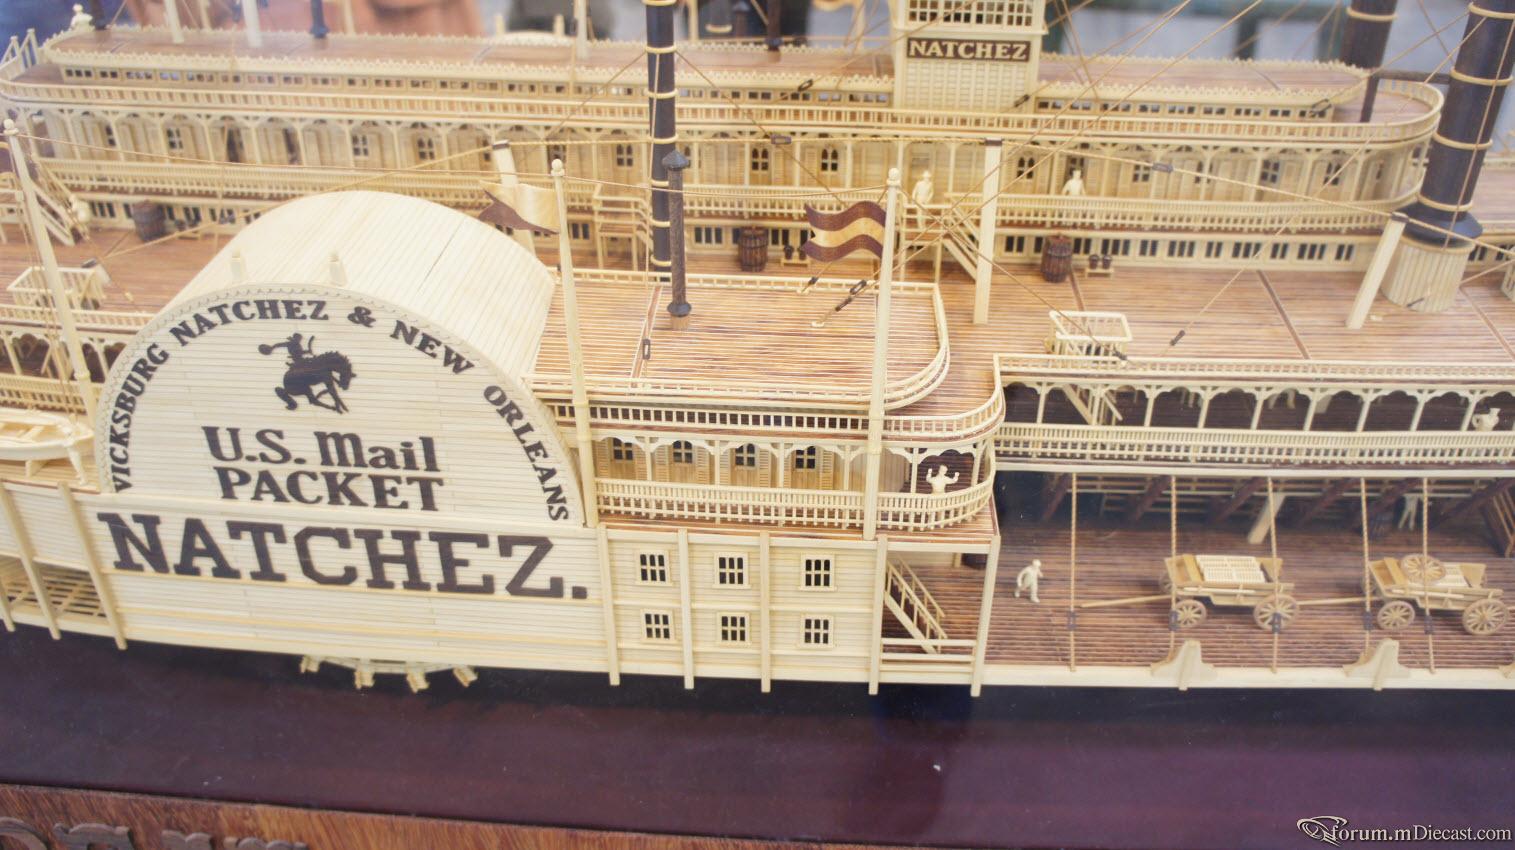 NATCHEZ
VICKSBURG NATCHEZ & NEW ORLEANS
U.S. Mail
PACKET
NATCHEZ.
forum.mDiecast.com